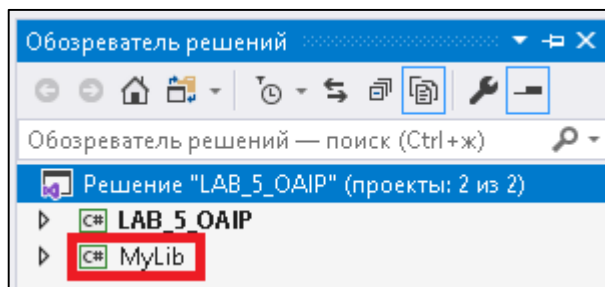 Обозреватель решений
Обозреватель решений — поиск (Ctrl+ж)
Решение "LAB_5_OAIP" (проекты: 2 из 2)
C# LAB_5_OAIP
C# MyLib